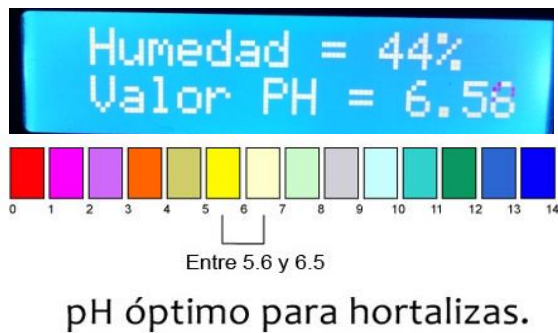 Humedad = 44%
Valor PH = 6.58
0 1 2 3 4 5 6 7 8 9 10 11 12 13 14
Entre 5.6 y 6.5
pH óptimo para hortalizas.